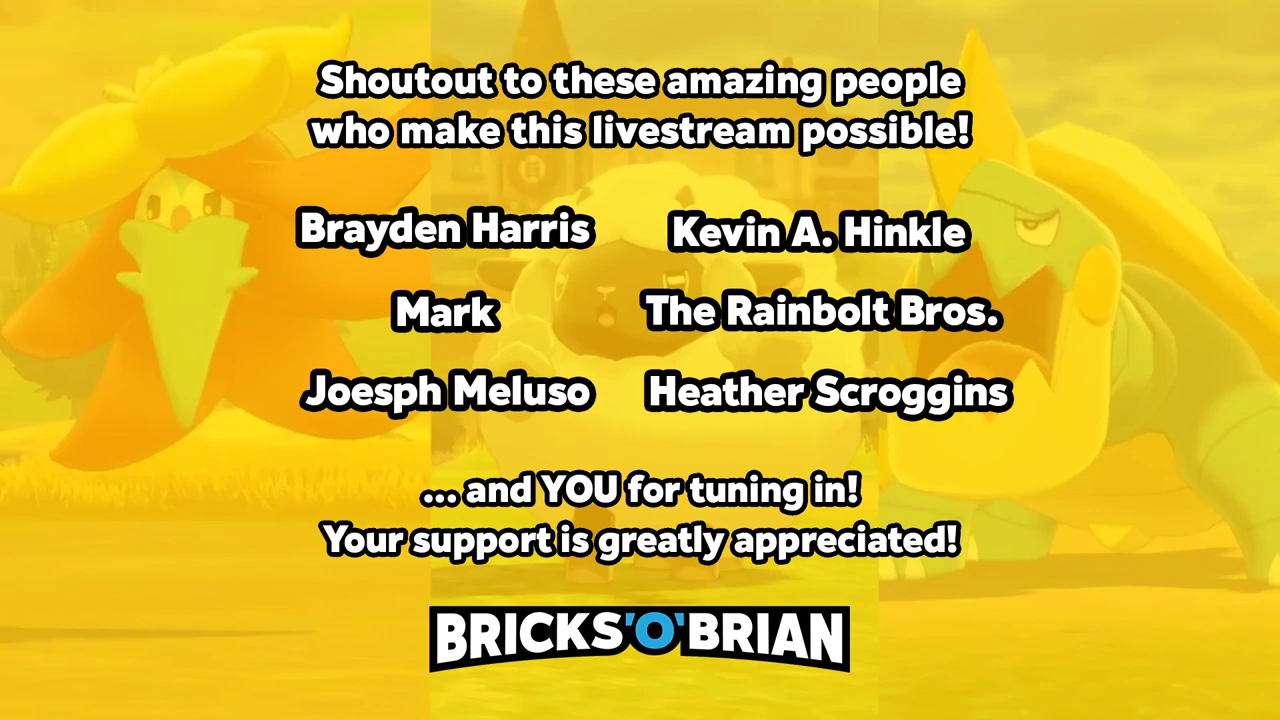 Shoutout to these amazing people
who make this livestream possible!
Brayden Harris
Kevin A. Hinkle
Mark
The Rainbolt Bros.
Joesph Meluso
Heather Scroggins
... and YOU for tuning in!
Your support is greatly appreciated!
BRICKS'O'BRIAN